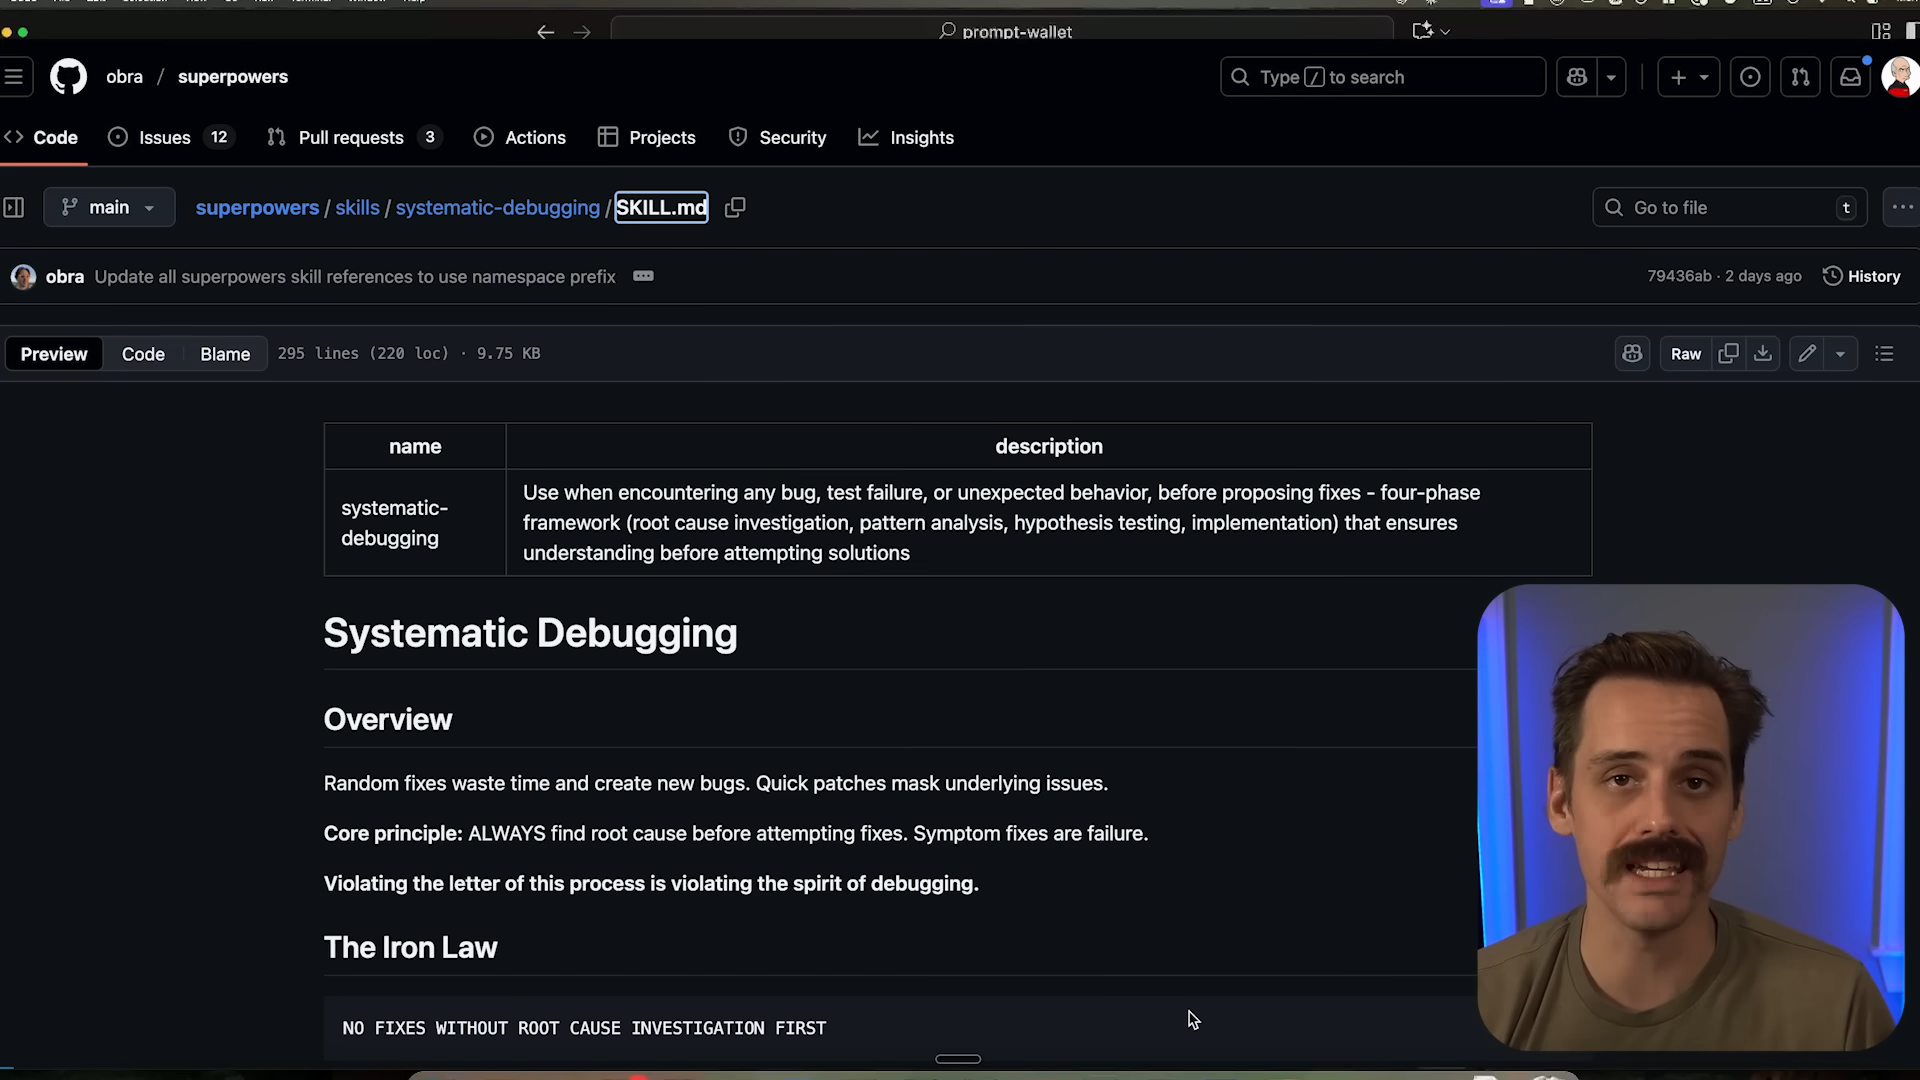 prompt-wallet
obra / superpowers
Type / to search
Code
Issues 12
Pull requests 3
Actions
Projects
Security
Insights
main
superpowers / skills / systematic-debugging / SKILL.md
Go to file
t
obra Update all superpowers skill references to use namespace prefix
79436ab · 2 days ago
History
Preview
Code
Blame
295 lines (220 loc) · 9.75 KB
Raw
name
description
systematic-
debugging
Use when encountering any bug, test failure, or unexpected behavior, before proposing fixes - four-phase
framework (root cause investigation, pattern analysis, hypothesis testing, implementation) that ensures
understanding before attempting solutions
Systematic Debugging
Overview
Random fixes waste time and create new bugs. Quick patches mask underlying issues.
Core principle: ALWAYS find root cause before attempting fixes. Symptom fixes are failure.
Violating the letter of this process is violating the spirit of debugging.
The Iron Law
NO FIXES WITHOUT ROOT CAUSE INVESTIGATION FIRST